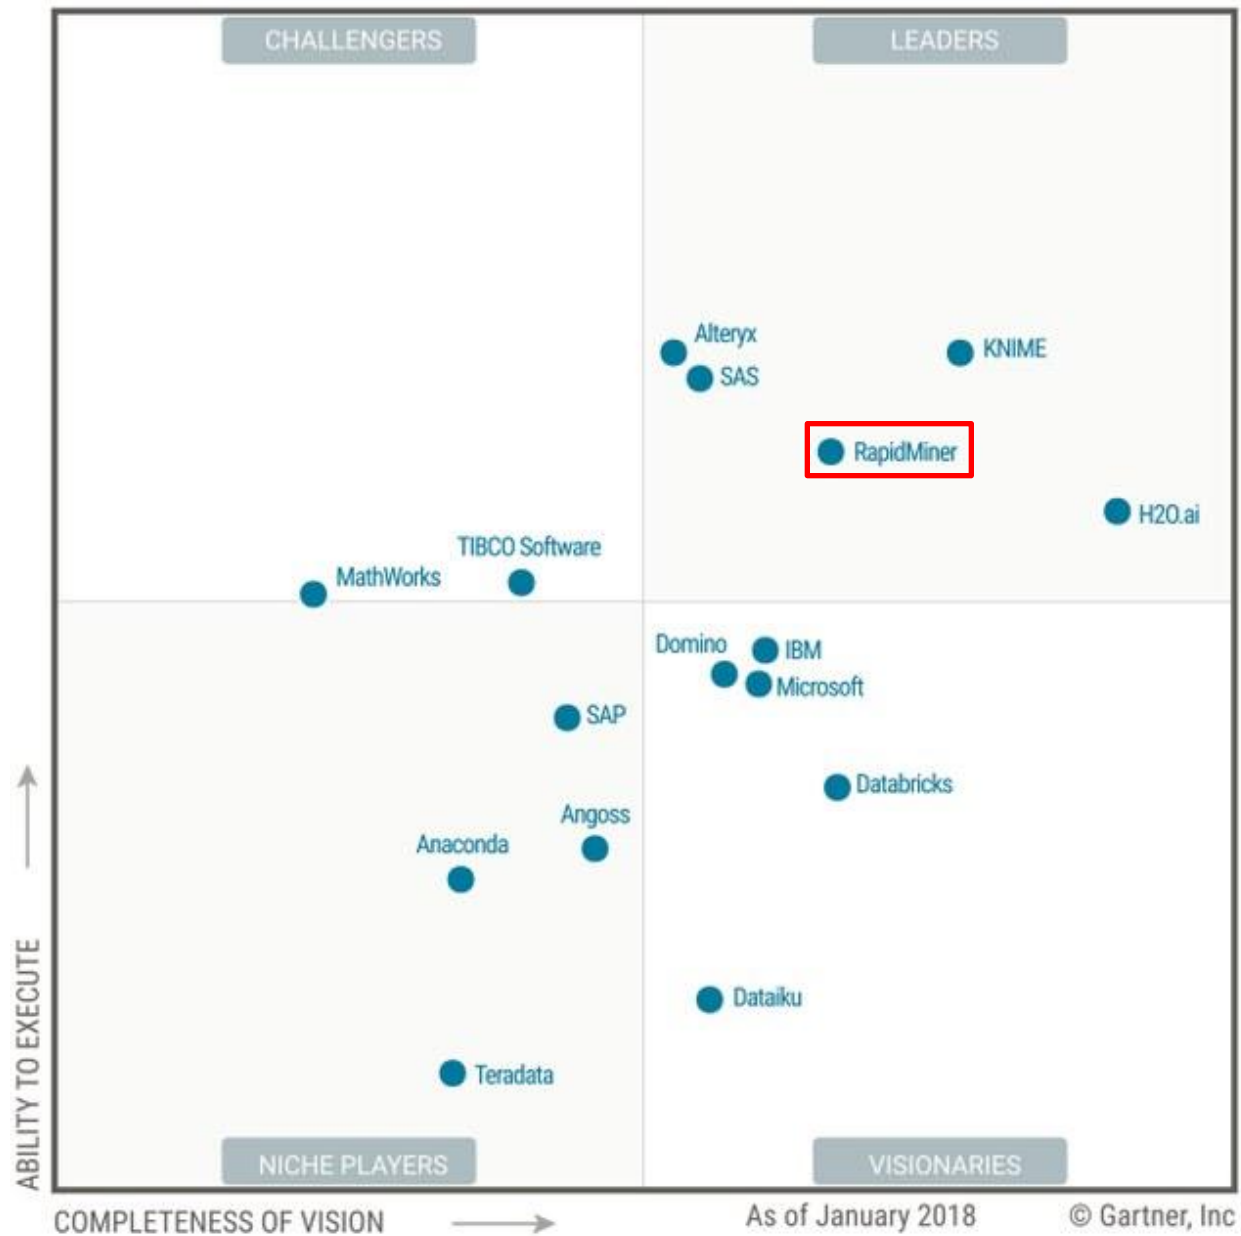 CHALLENGERS
LEADERS
Alteryx
KNIME
SAS
RapidMiner
H2O.ai
TIBCO Software
MathWorks
Domino
IBM
Microsoft
SAP
Databricks
Angoss
Anaconda
Dataiku
Teradata
ABILITY TO EXECUTE
NICHE PLAYERS
VISIONARIES
COMPLETENESS OF VISION
As of January 2018
© Gartner, Inc